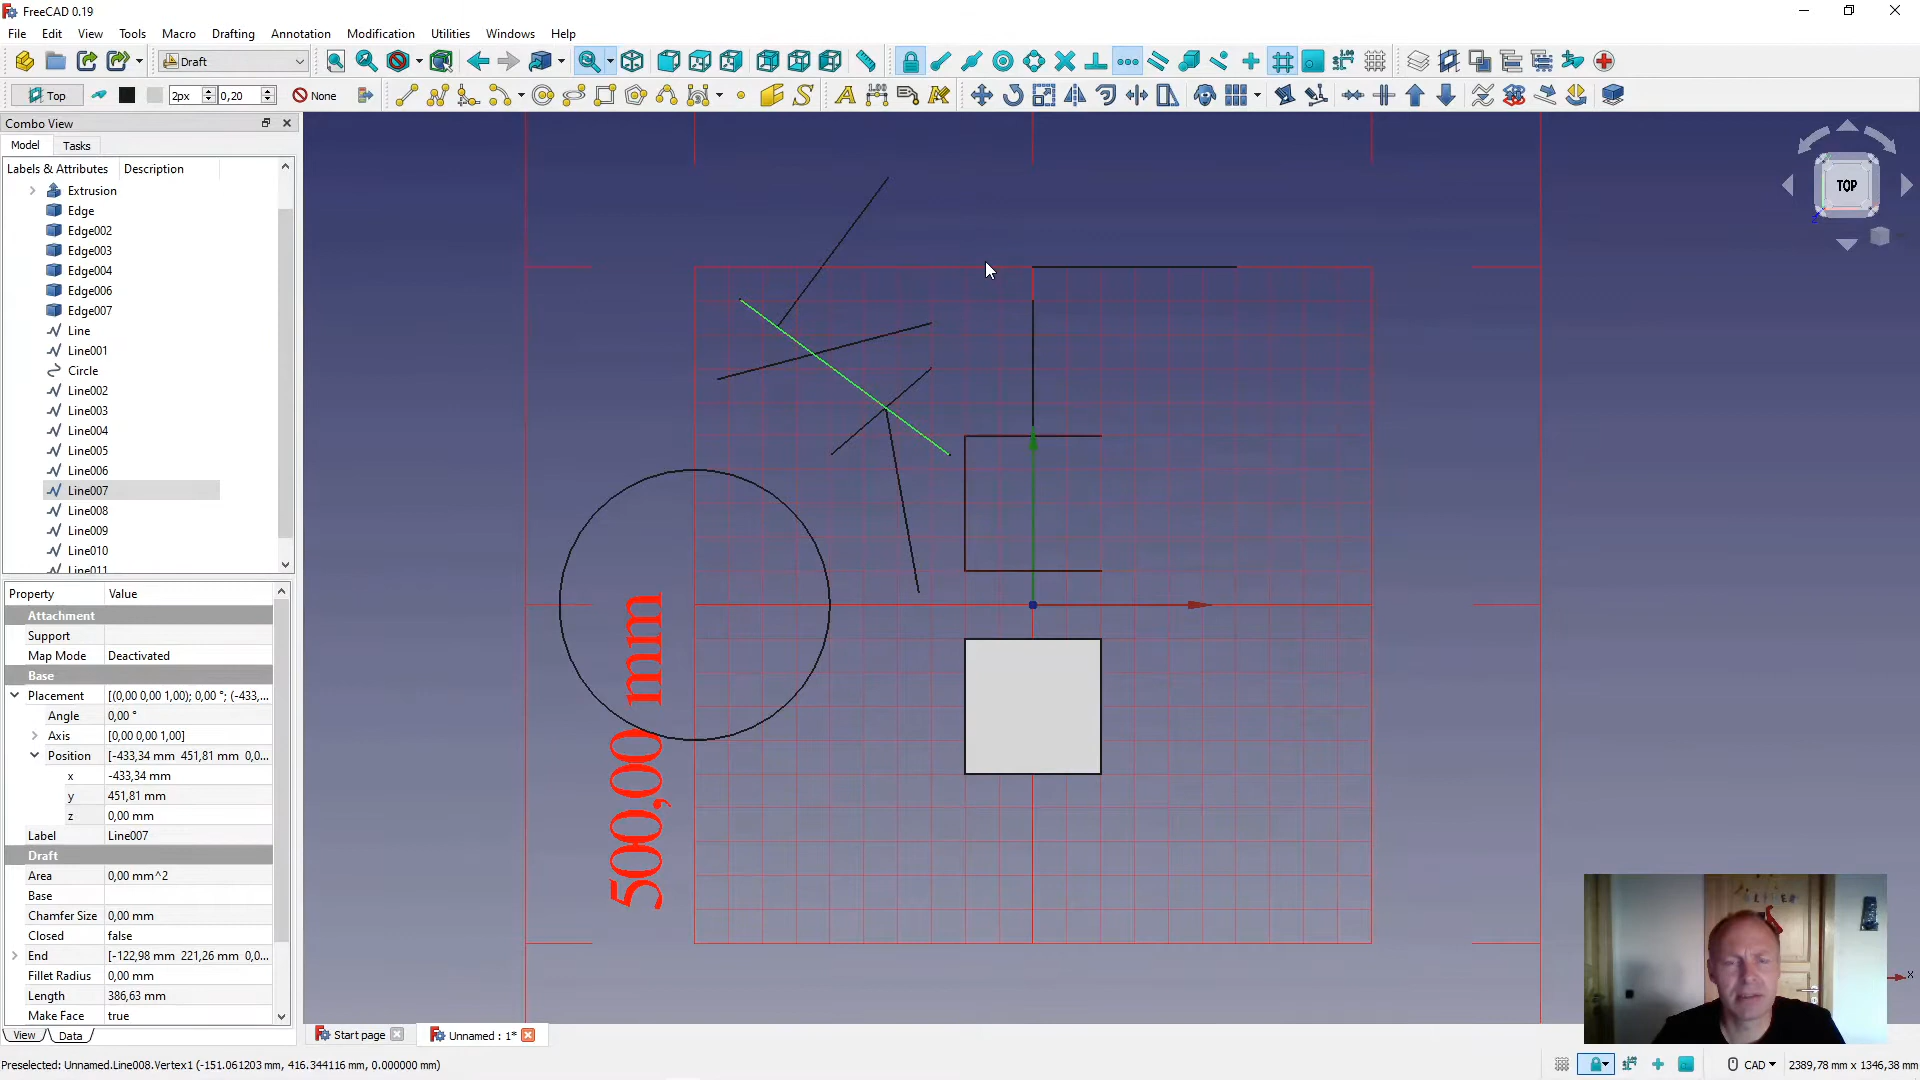 FreeCAD 0.19
File Edit View Tools Macro Drafting Annotation Modification Utilities Windows Help
Draft
Top 2px 0,20 None
Combo View
Model Tasks
Labels & Attributes Description
Extrusion
Edge
Edge002
Edge003
Edge004
Edge006
Edge007
Line
Line001
Circle
Line002
Line003
Line004
Line005
Line006
Line007
Line008
Line009
Line010
Line011
Property Value
Attachment
Support
Map Mode Deactivated
Base
Placement [(0,00 0,00 1,00); 0,00 °; (-433,...
Angle 0,00 °
Axis [0,00 0,00 1,00]
Position [-433,34 mm 451,81 mm 0,0...
x -433,34 mm
y 451,81 mm
z 0,00 mm
Label Line007
Draft
Area 0,00 mm^2
Base
Chamfer Size 0,00 mm
Closed false
End [-122,98 mm 221,26 mm 0,0...
Fillet Radius 0,00 mm
Length 386,63 mm
Make Face true
View Data
TOP
500,00 mm
x
Start page Unnamed : 1*
Preselected: Unnamed.Line008.Vertex1 (-151.061203 mm, 416.344116 mm, 0.000000 mm)
CAD 2389,78 mm x 1346,38 mm